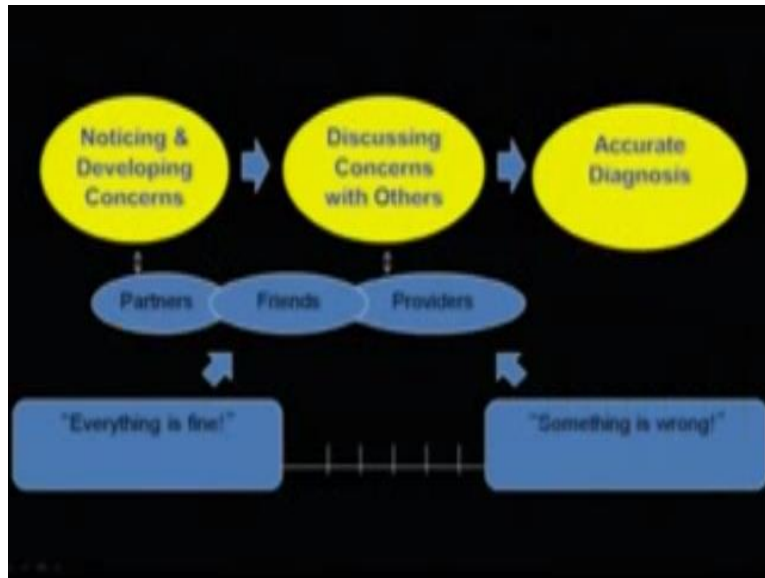 Noticing &
Developing
Concerns
Discussing
Concerns
with Others
Accurate
Diagnosis
Partners
Friends
Providers
"Everything is fine!"
"Something is wrong!"